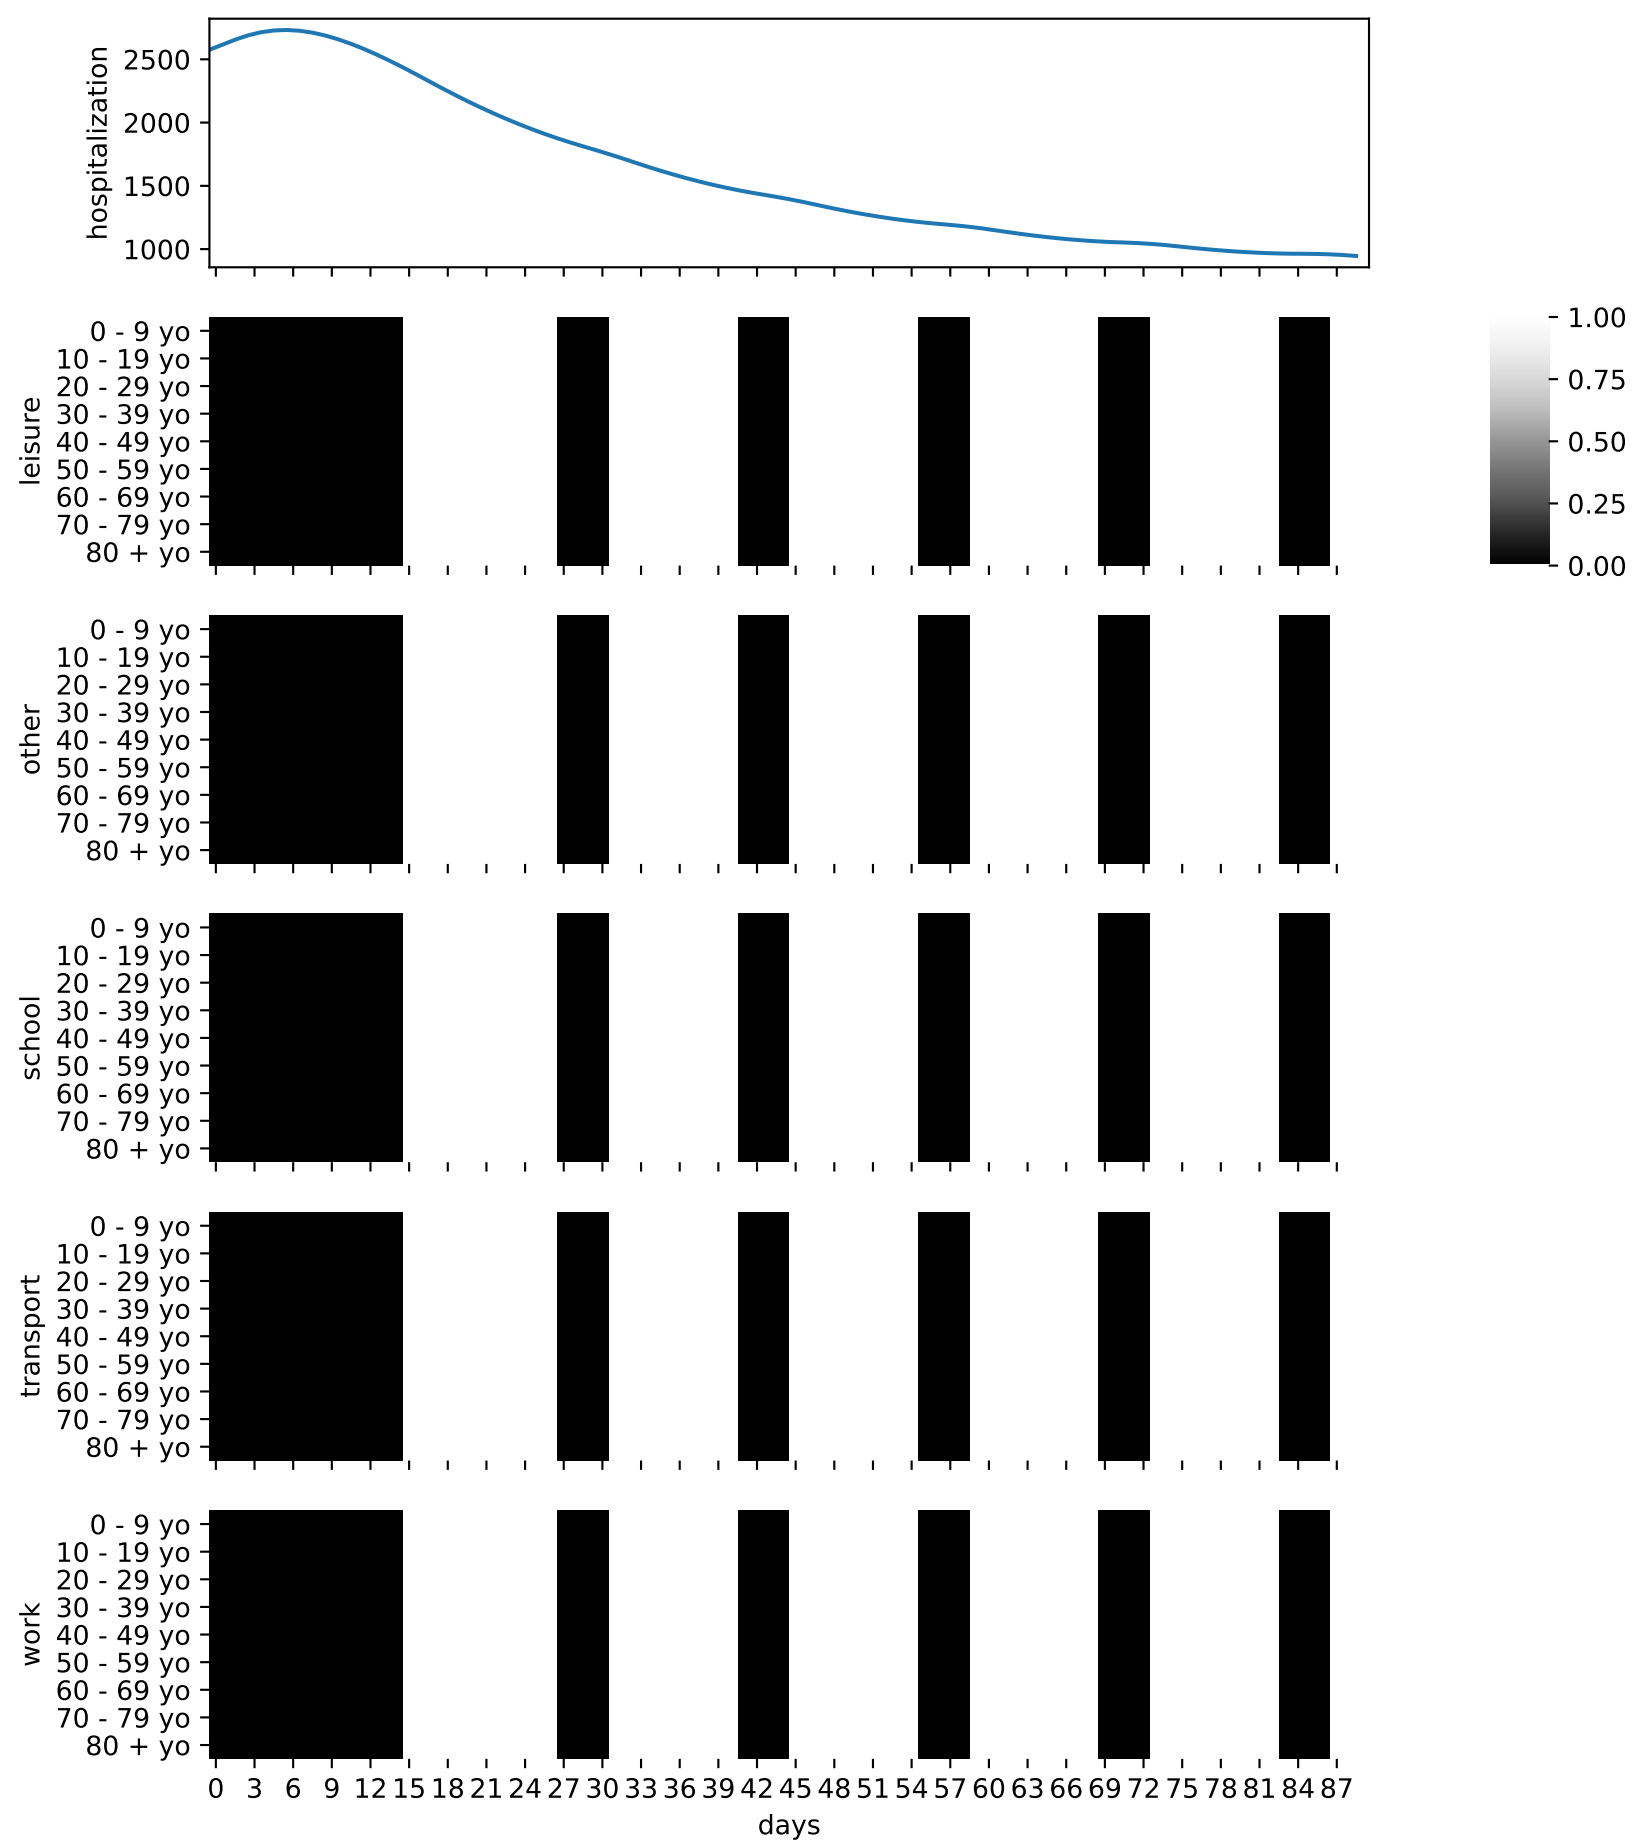 hospitalization
2500
2000
1500
1000
leisure
0 - 9 yo
10 - 19 yo
20 - 29 yo
30 - 39 yo
40 - 49 yo
50 - 59 yo
60 - 69 yo
70 - 79 yo
80 + yo
1.00
0.75
0.50
0.25
0.00
other
0 - 9 yo
10 - 19 yo
20 - 29 yo
30 - 39 yo
40 - 49 yo
50 - 59 yo
60 - 69 yo
70 - 79 yo
80 + yo
school
0 - 9 yo
10 - 19 yo
20 - 29 yo
30 - 39 yo
40 - 49 yo
50 - 59 yo
60 - 69 yo
70 - 79 yo
80 + yo
transport
0 - 9 yo
10 - 19 yo
20 - 29 yo
30 - 39 yo
40 - 49 yo
50 - 59 yo
60 - 69 yo
70 - 79 yo
80 + yo
work
0 - 9 yo
10 - 19 yo
20 - 29 yo
30 - 39 yo
40 - 49 yo
50 - 59 yo
60 - 69 yo
70 - 79 yo
80 + yo
0 3 6 9 12 15 18 21 24 27 30 33 36 39 42 45 48 51 54 57 60 63 66 69 72 75 78 81 84 87
days